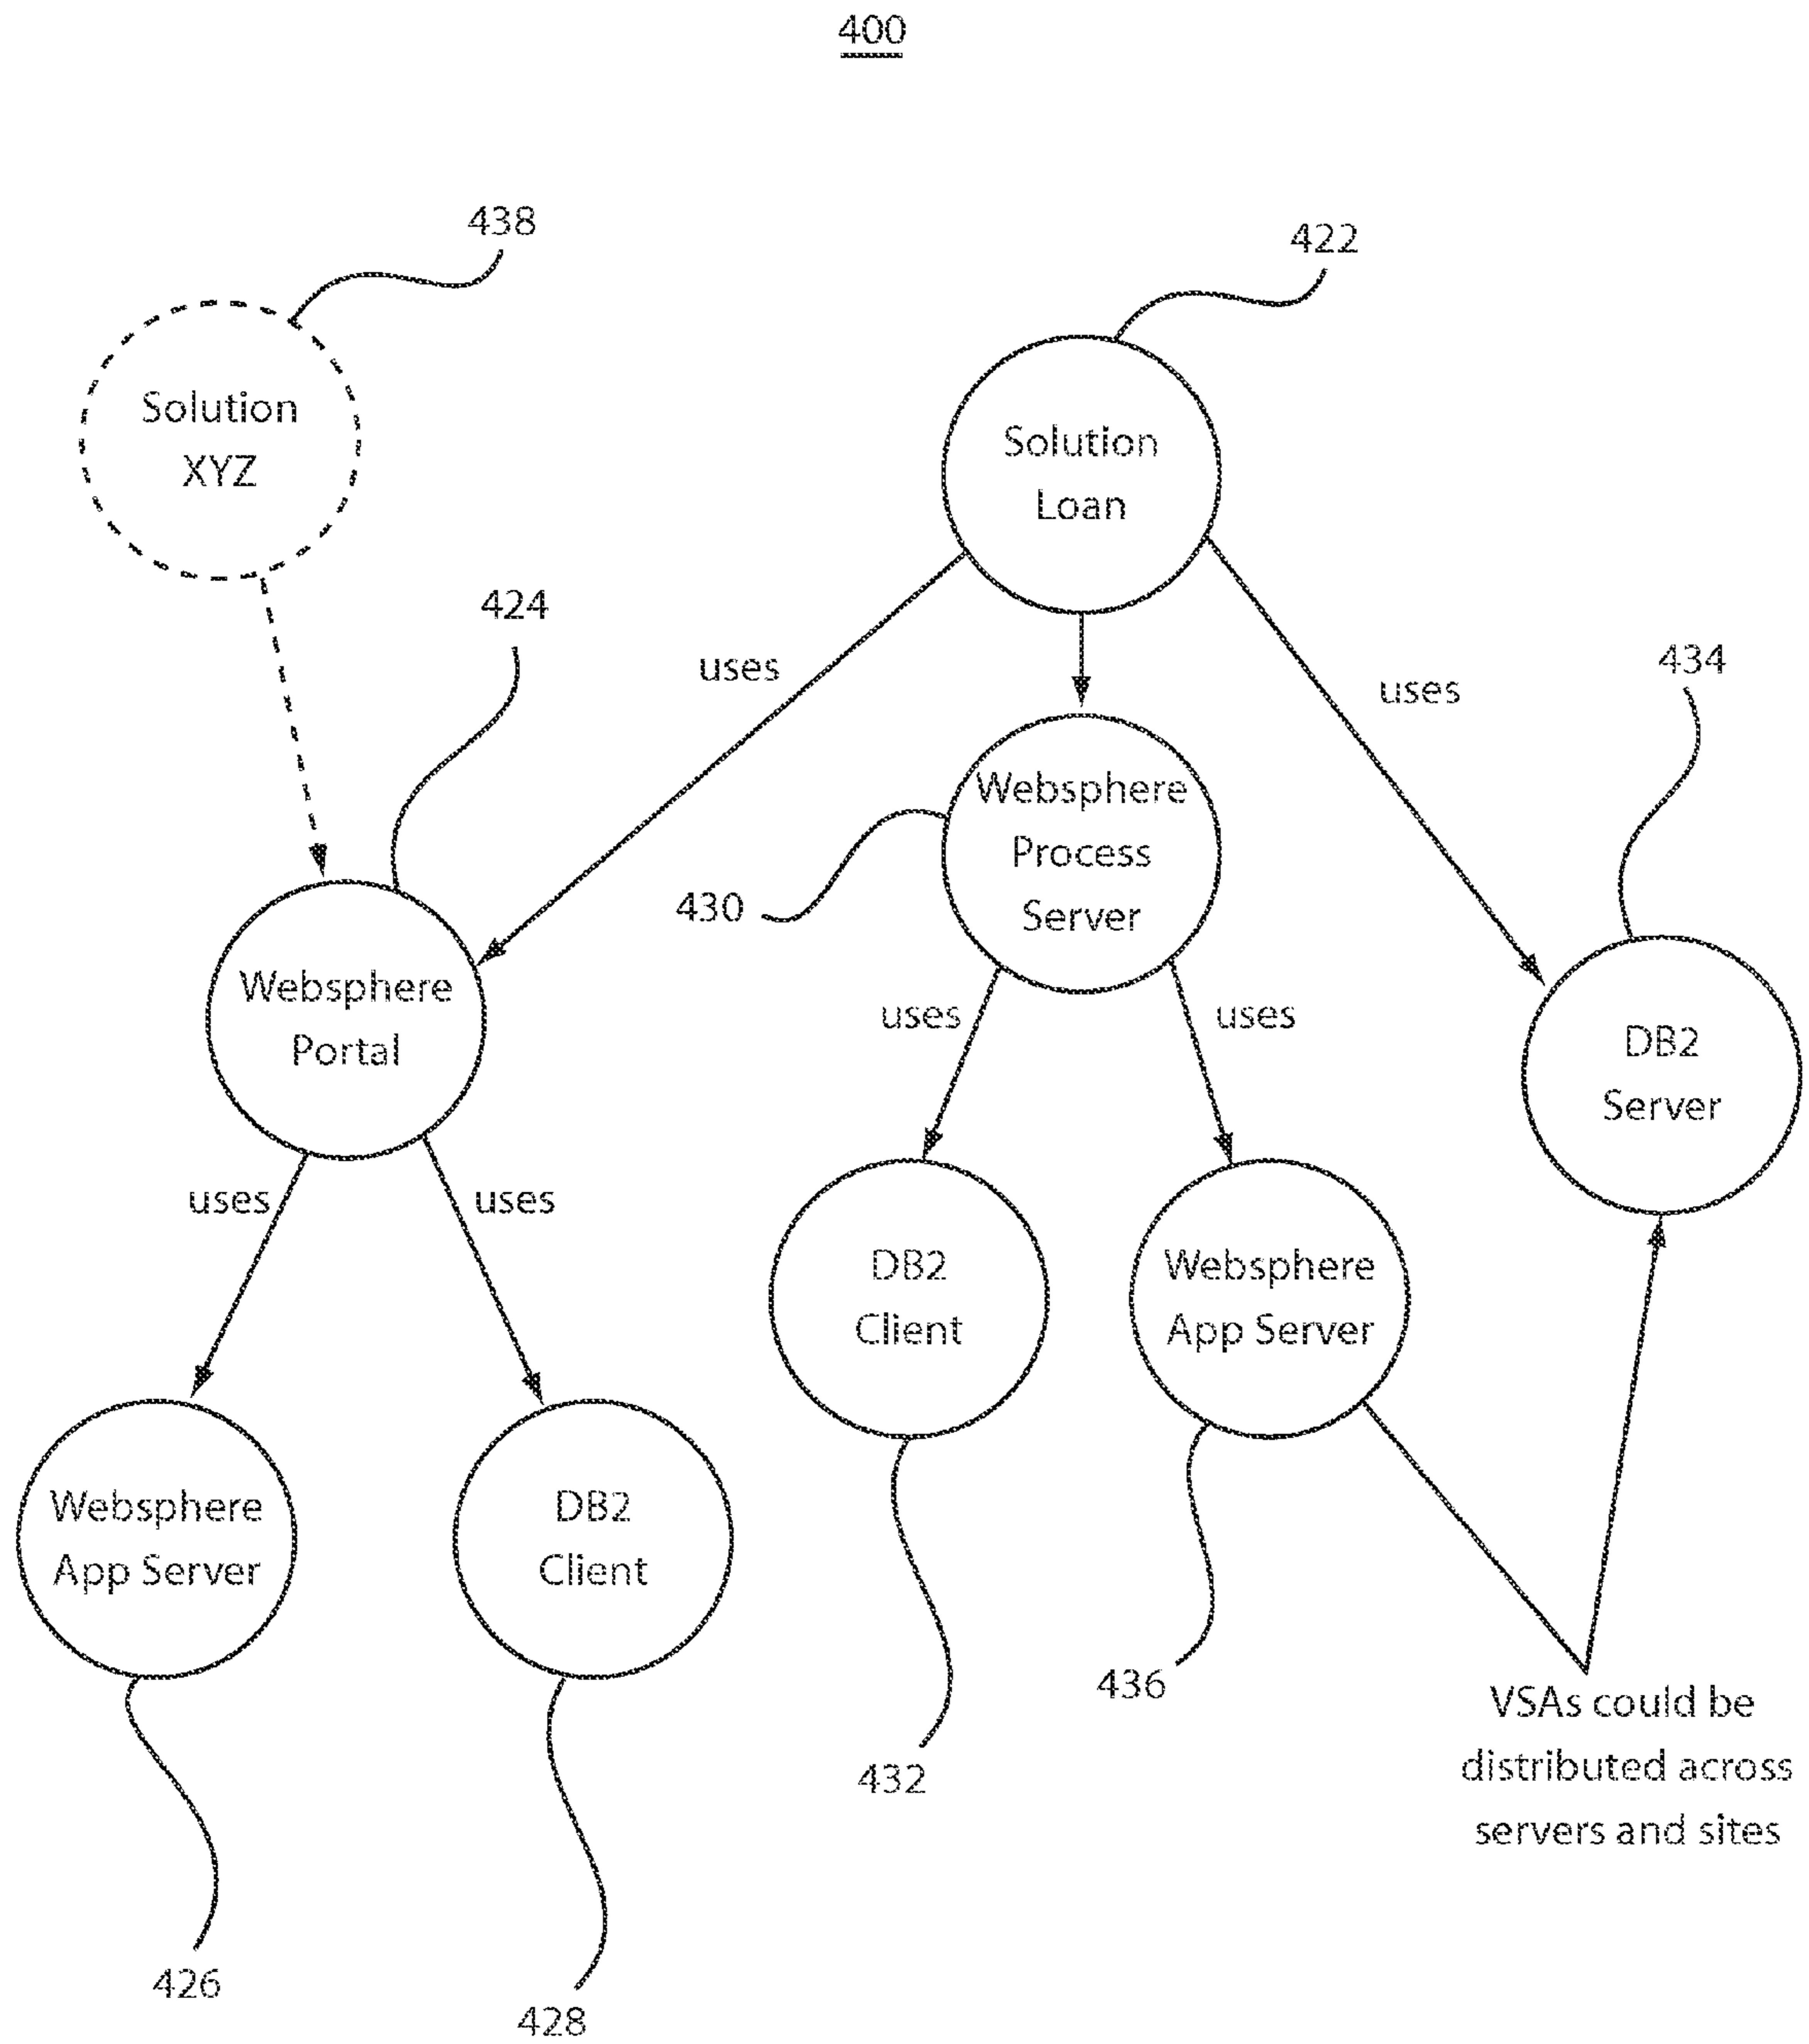 400
438
422
Solution
XYZ
Solution
Loan
424
uses
uses
434
Websphere
Process
Server
430
Websphere
Portal
uses
uses
DB2
Server
uses
uses
DB2
Client
Websphere
App Server
Websphere
App Server
DB2
Client
436
VSAs could be
distributed across
servers and sites
432
426
428